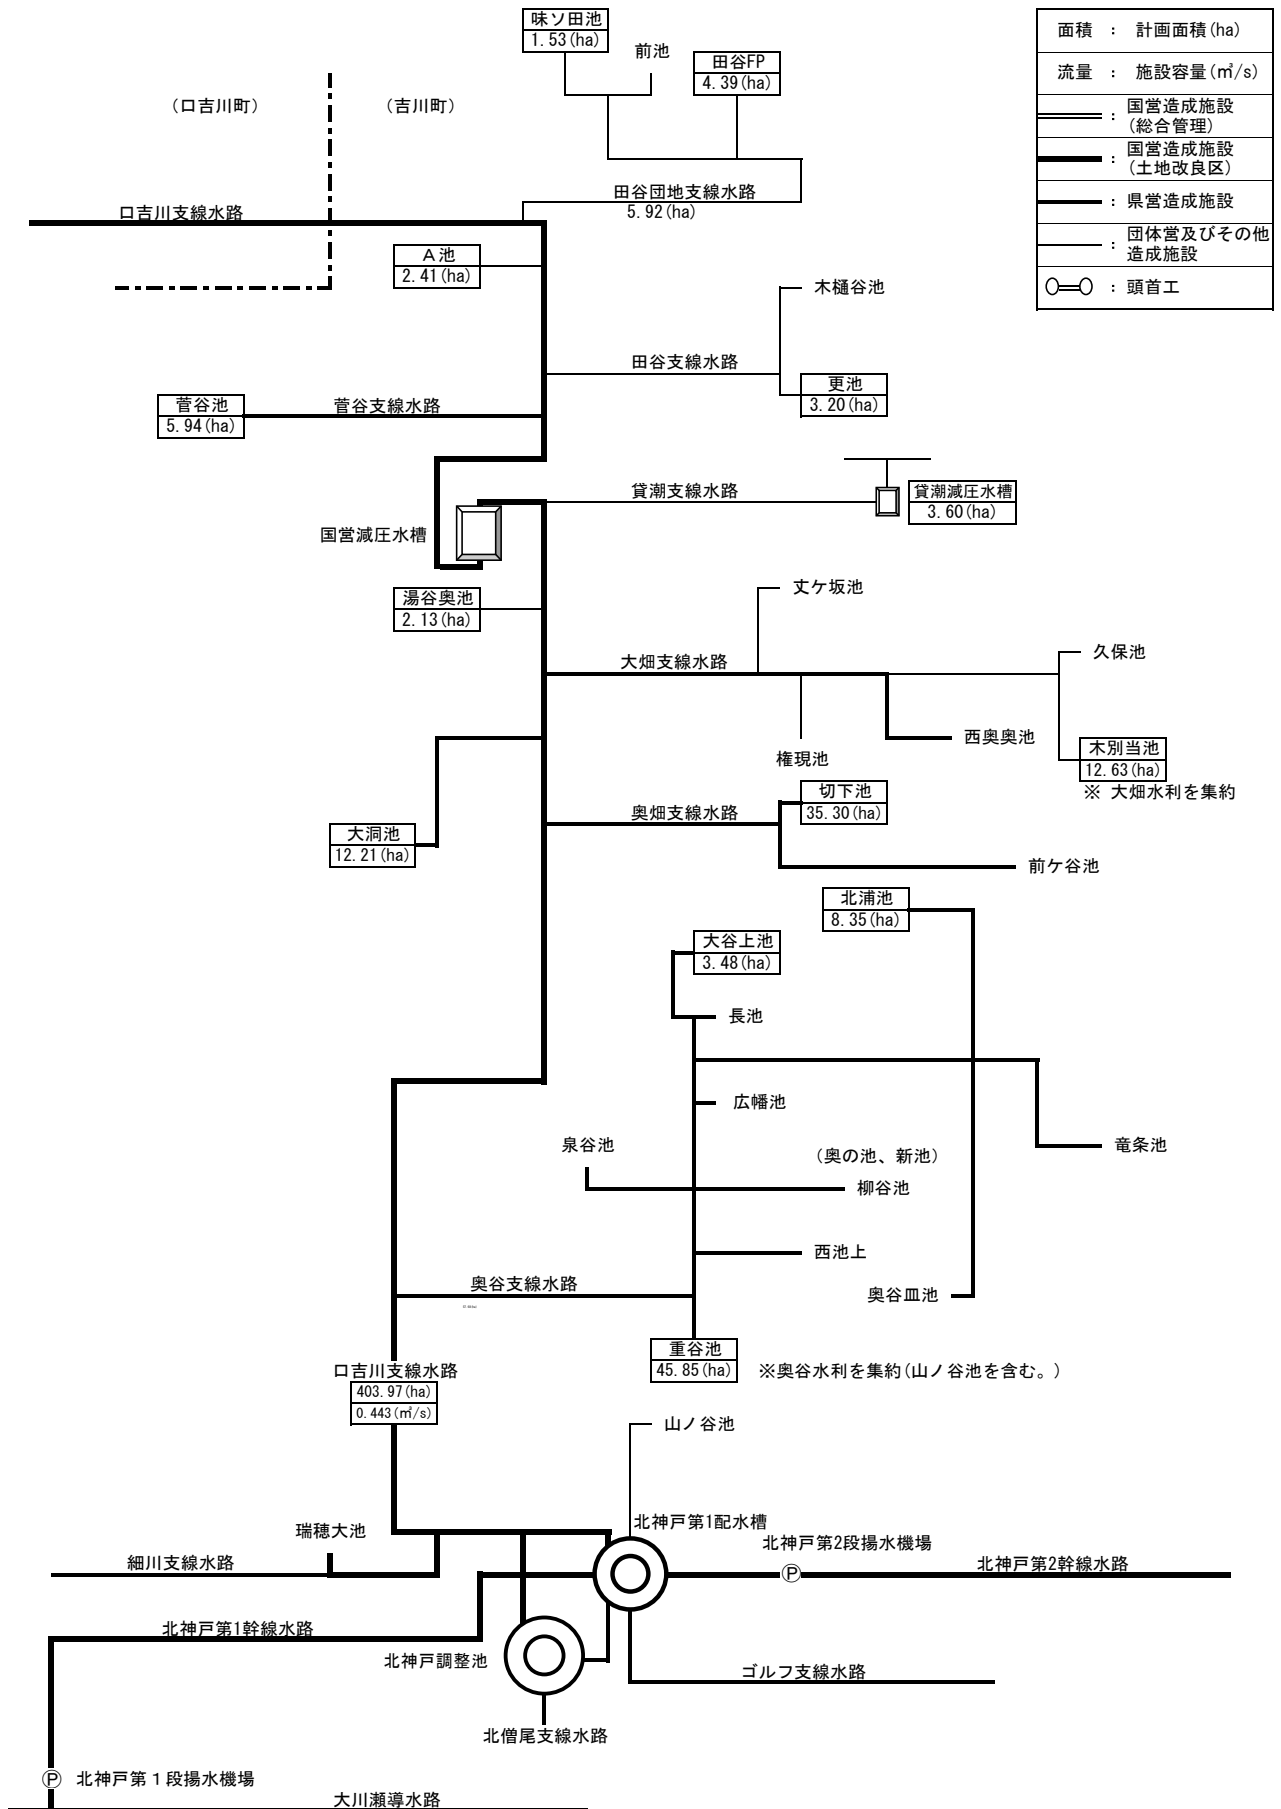 味ソ田池
1.53(ha)
前池
田谷FP
4.39(ha)
面積 : 計画面積(ha)
流量 : 施設容量(㎥/s)
: 国営造成施設
(総合管理)
: 国営造成施設
(土地改良区)
: 県営造成施設
: 団体営及びその他
造成施設
: 頭首工
(口吉川町)
(吉川町)
田谷団地支線水路
5.92(ha)
口吉川支線水路
A池
2.41(ha)
木樋谷池
田谷支線水路
更池
3.20(ha)
菅谷池
5.94(ha)
菅谷支線水路
貸潮支線水路
貸潮減圧水槽
3.60(ha)
国営減圧水槽
湯谷奥池
2.13(ha)
丈ケ坂池
大畑支線水路
久保池
西奥奥池
権現池
木別当池
12.63(ha)
※ 大畑水利を集約
切下池
35.30(ha)
奥畑支線水路
大洞池
12.21(ha)
前ケ谷池
北浦池
8.35(ha)
大谷上池
3.48(ha)
長池
広幡池
泉谷池
(奥の池、新池)
竜条池
柳谷池
西池上
奥谷支線水路
奥谷皿池
重谷池
45.85(ha)
※奥谷水利を集約(山ノ谷池を含む。)
口吉川支線水路
403.97(ha)
0.443(㎥/s)
山ノ谷池
瑞穂大池
北神戸第1配水槽
北神戸第2段揚水機場
細川支線水路
Ⓟ
北神戸第2幹線水路
北神戸第1幹線水路
北神戸調整池
ゴルフ支線水路
北僧尾支線水路
Ⓟ 北神戸第1段揚水機場
大川瀬導水路